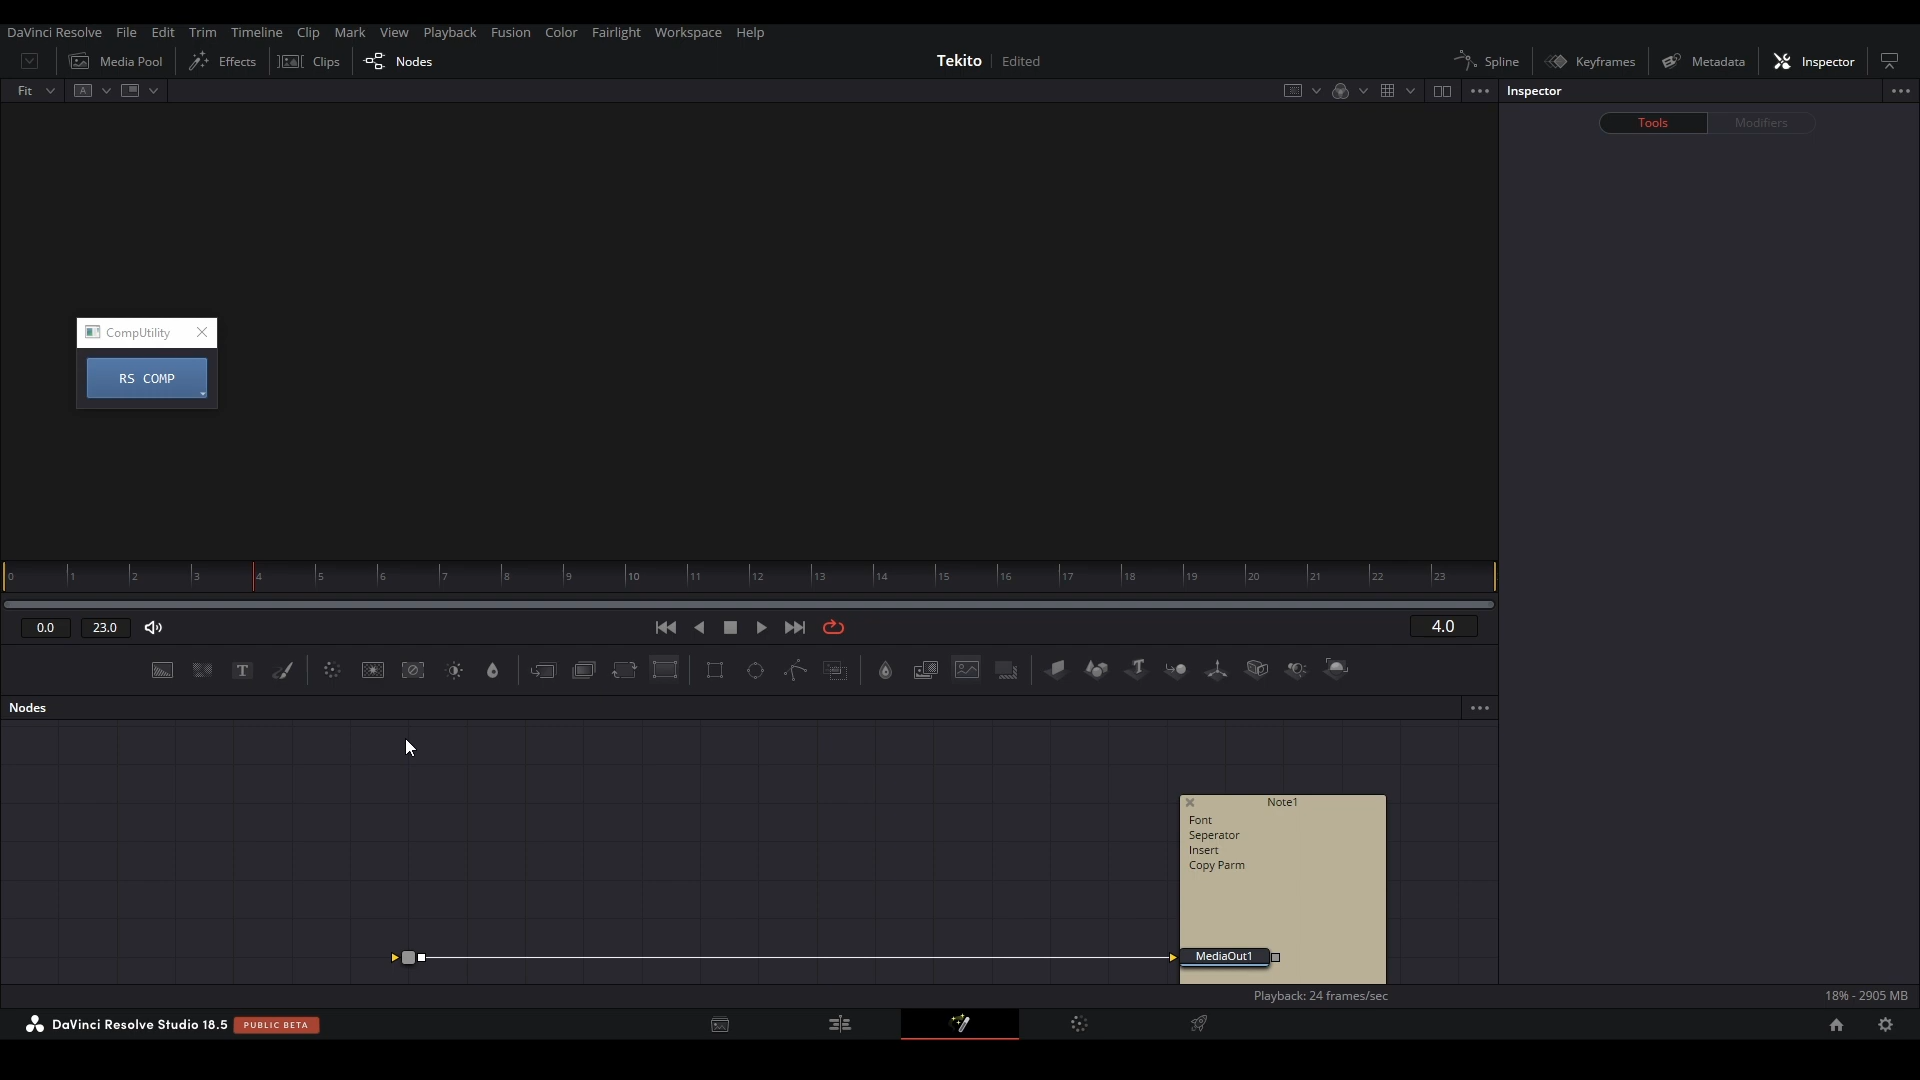 DaVinci Resolve File Edit Trim Timeline Clip Mark View Playback Fusion Color Fairlight Workspace Help
Media Pool Effects Clips Nodes Tekito Edited Spline Keyframes Metadata Inspector
Fit A Inspector
Tools Modifiers
CompUtility
RS COMP
0 1 2 3 4 5 6 7 8 9 10 11 12 13 14 15 16 17 18 19 20 21 22 23
0.0 23.0 4.0
T T
Nodes
Note1
Font
Seperator
Insert
Copy Parm
MediaOut1
Playback: 24 frames/sec 18% - 2905 MB
DaVinci Resolve Studio 18.5 PUBLIC BETA